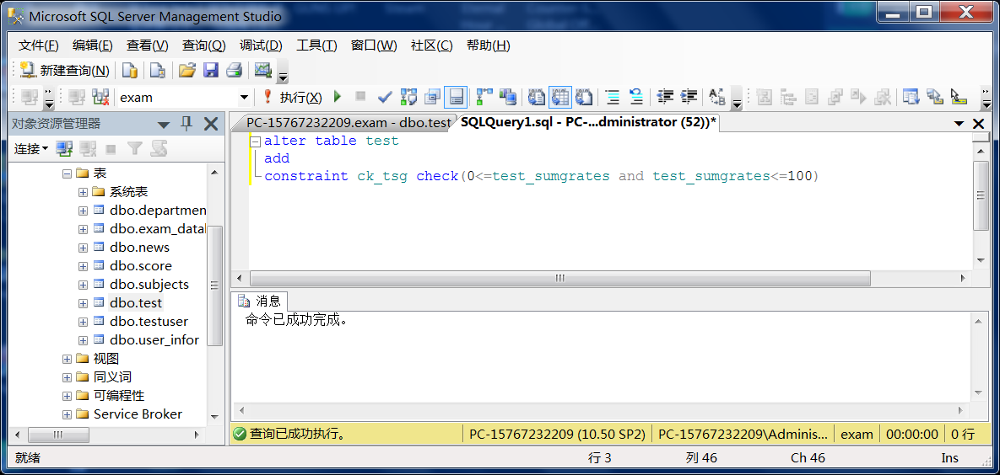 Microsoft SQL Server Management Studio
文件(F) 编辑(E) 查看(V) 查询(Q) 调试(D) 工具(T) 窗口(W) 社区(C) 帮助(H)
新建查询(N)
exam 执行(X)
对象资源管理器
连接
表
系统表
dbo.departmen
dbo.exam_data
dbo.news
dbo.score
dbo.subjects
dbo.test
dbo.testuser
dbo.user_infor
视图
同义词
可编程性
Service Broker
PC-15767232209.exam - dbo.test SQLQuery1.sql - PC-...dministrator (52))*
alter table test
add
constraint ck_tsg check(0<=test_sumgrates and test_sumgrates<=100)
消息
命令已成功完成。
查询已成功执行。 PC-15767232209 (10.50 SP2) PC-15767232209\Adminis... exam 00:00:00 0 行
就绪 行 3 列 46 Ch 46 Ins